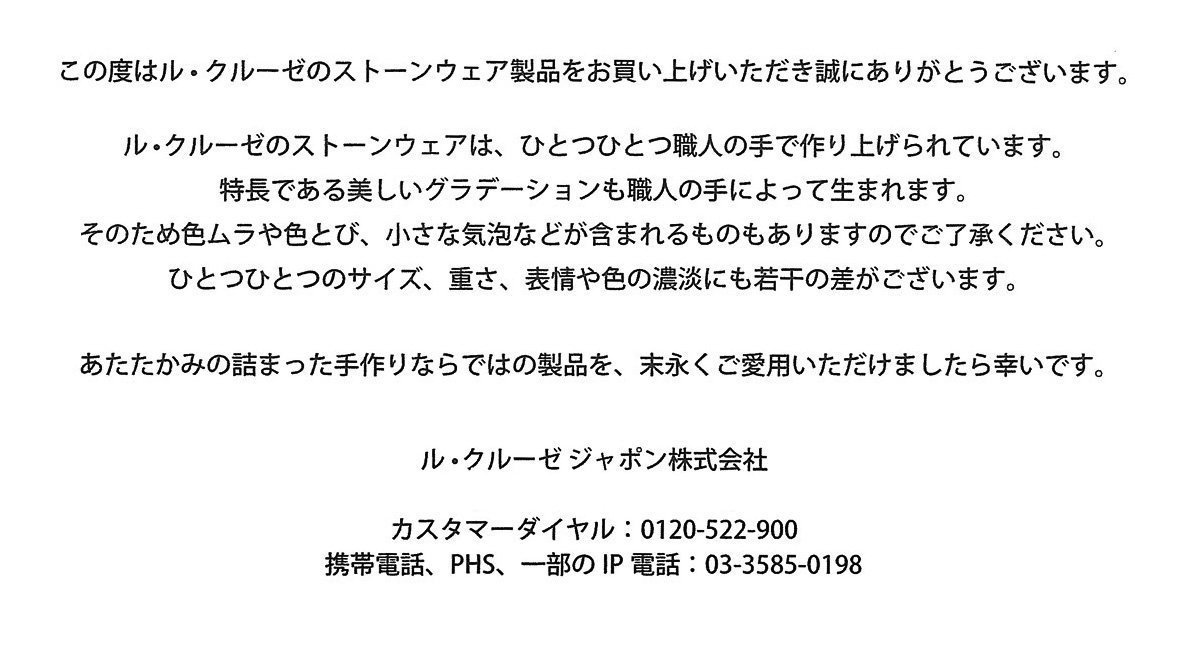 この度はル・クルーゼのストーンウェア製品をお買い上げいただき誠にありがとうございます。
ル・クルーゼのストーンウェアは、ひとつひとつ職人の手で作り上げられています。
特長である美しいグラデーションも職人の手によって生まれます。
そのため色ムラや色とび、小さな気泡などが含まれるものもありますのでご了承ください。
ひとつひとつのサイズ、重さ、表情や色の濃淡にも若干の差がございます。
あたたかみの詰まった手作りならではの製品を、末永くご愛用いただけましたら幸いです。
ル・クルーゼ ジャポン株式会社
カスタマーダイヤル：0120-522-900
携帯電話、PHS、一部の IP 電話：03-3585-0198